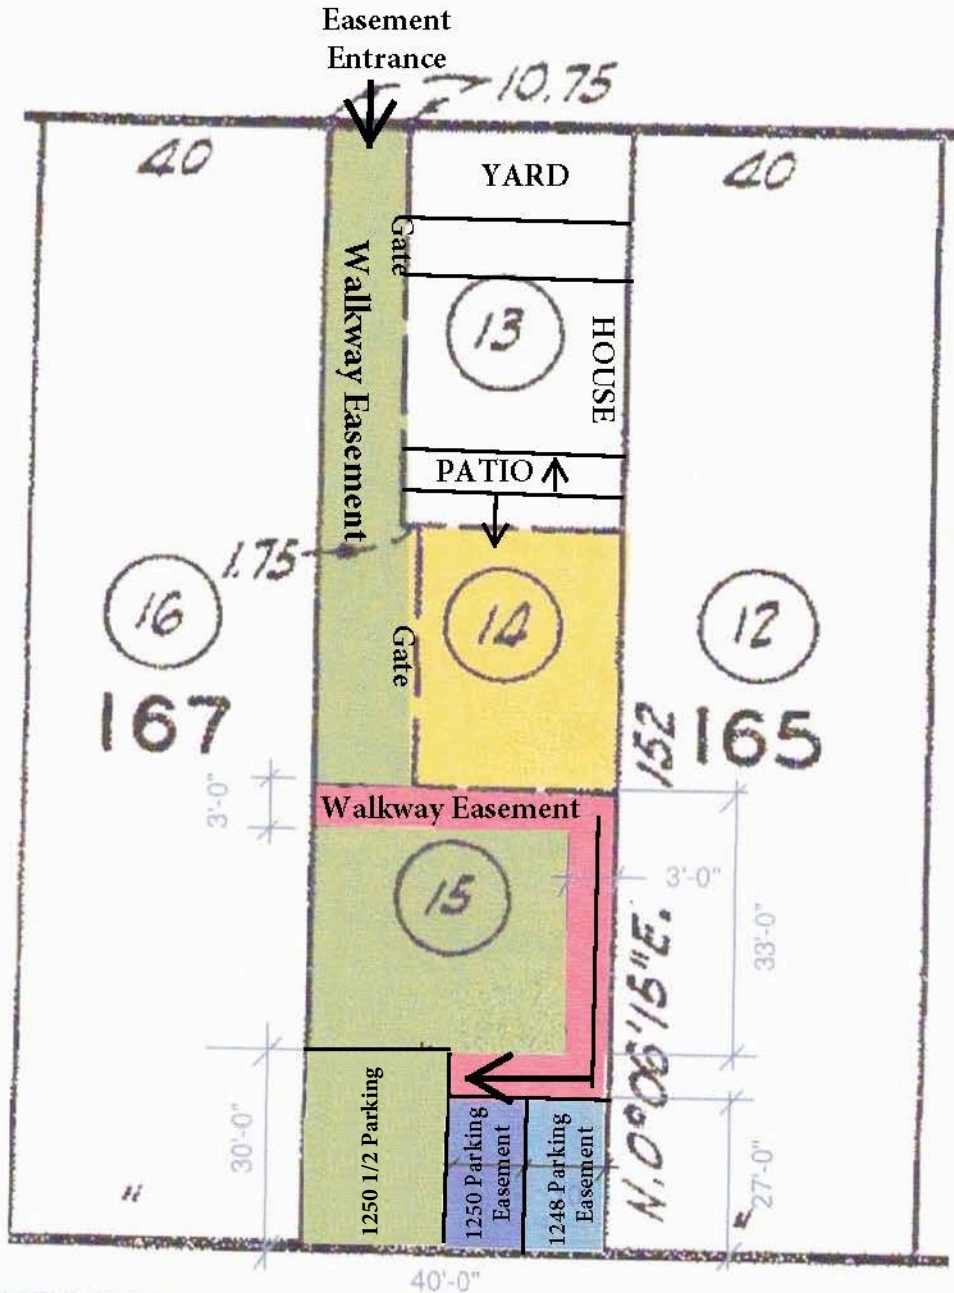 Easement
Entrance
10.75
40
YARD
40
Gate
Walkway Easement
13
HOUSE
PATIO
1.75
16
14
12
Gate
167
152
165
3'-0"
Walkway Easement
15
3'-0"
33'-0"
N.0°06'15"E.
30'-0"
1250 1/2 Parking
1250 Parking
Easement
1248 Parking
Easement
27'-0"
"
"
40'-0"